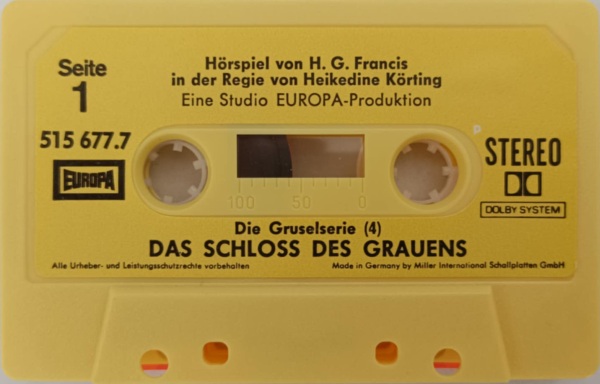 Seite
1
Hörspiel von H. G. Francis
in der Regie von Heikedine Körting
Eine Studio EUROPA-Produktion
515 677.7
EUROPA
P
STEREO
DOLBY SYSTEM
100 50 0
Die Gruselserie (4)
DAS SCHLOSS DES GRAUENS
Alle Urheber- und Leistungsschutzrechte vorbehalten
Made in Germany by Miller International Schallplatten GmbH